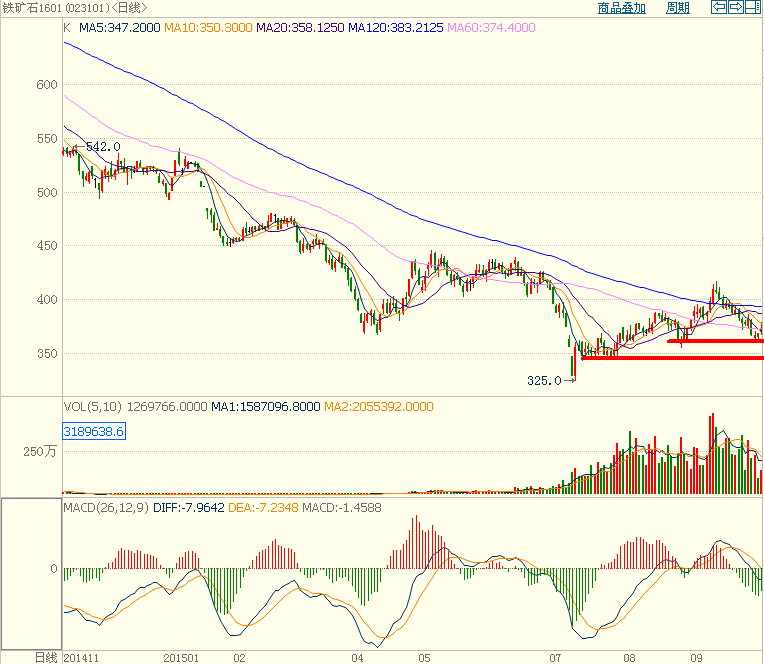 铁矿石1601 (023101)<日线> 商品叠加 周期
K MA5:347.2000 MA10:350.3000 MA20:358.1250 MA120:383.2125 MA60:374.4000
600
550
542.0
500
450
400
350
325.0
VOL(5,10) 1269766.0000 MA1:1587096.8000 MA2:2055392.0000
3189638.6
250万
MACD(26,12,9) DIFF:-7.9642 DEA:-7.2348 MACD:-1.4588
0
日线 201411 201501 02 04 05 07 08 09